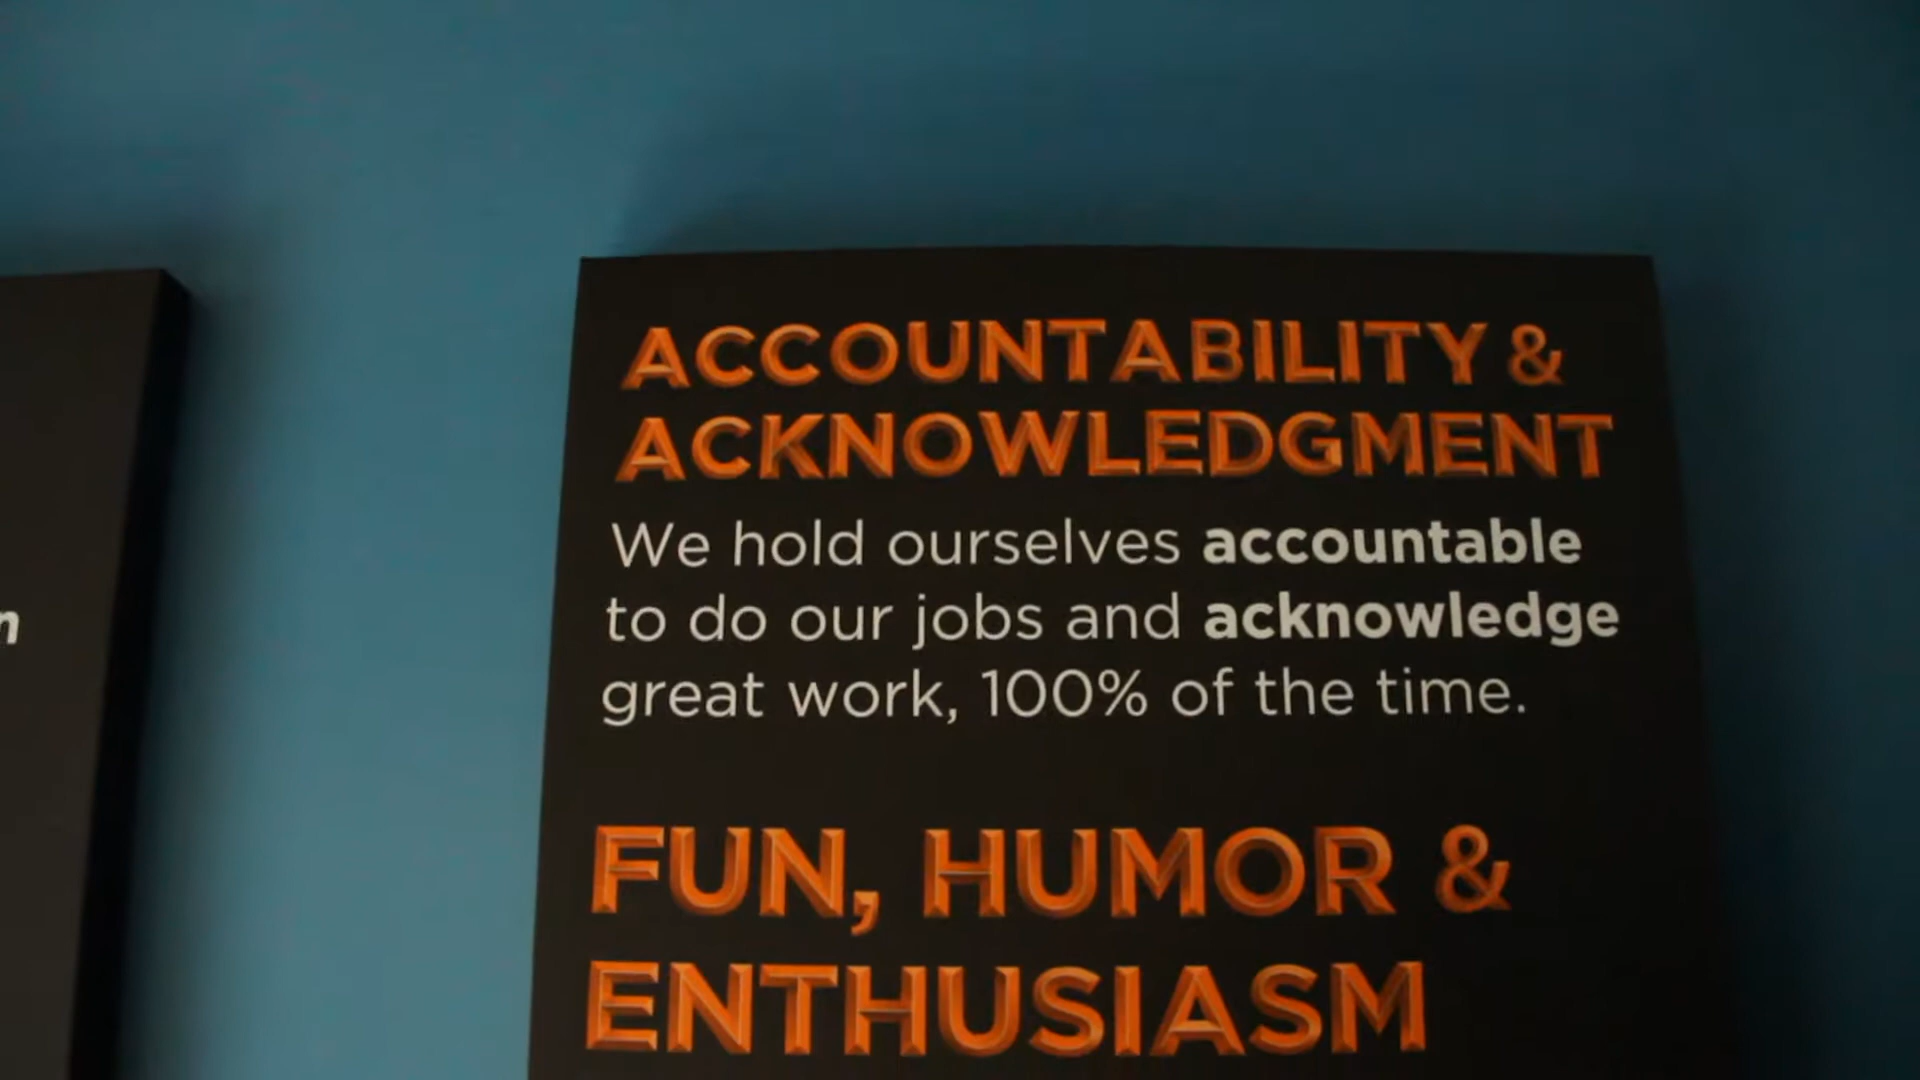 ACCOUNTABILITY &
ACKNOWLEDGMENT
We hold ourselves accountable
to do our jobs and acknowledge
great work, 100% of the time.
FUN, HUMOR &
ENTHUSIASM